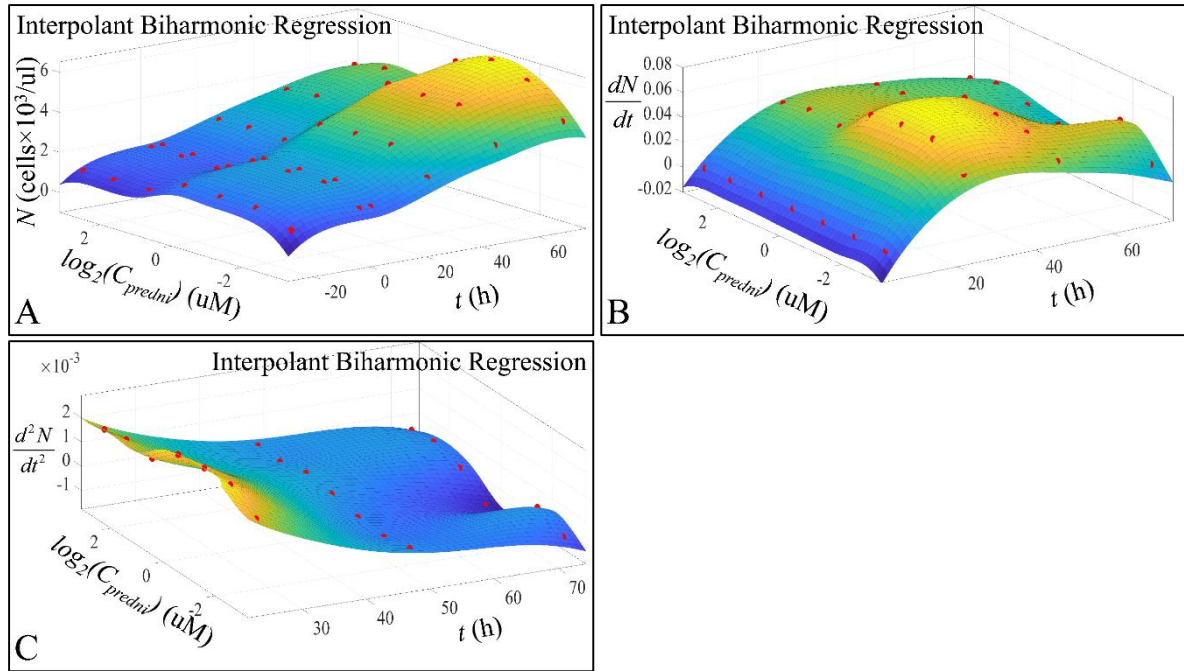 Interpolant Biharmonic Regression
6
4
2
0
N (cells×10³/ul)
2
0
-2
log₂(C_predni) (uM)
-20
0
20
40
60
t (h)
A
Interpolant Biharmonic Regression
0.08
0.06
0.04
0.02
0
-0.02
dN
dt
2
0
-2
log₂(C_predni) (uM)
20
40
60
t (h)
B
Interpolant Biharmonic Regression
×10⁻³
2
1
0
-1
d²N
dt²
2
0
-2
log₂(C_predni) (uM)
30
40
50
60
70
t (h)
C